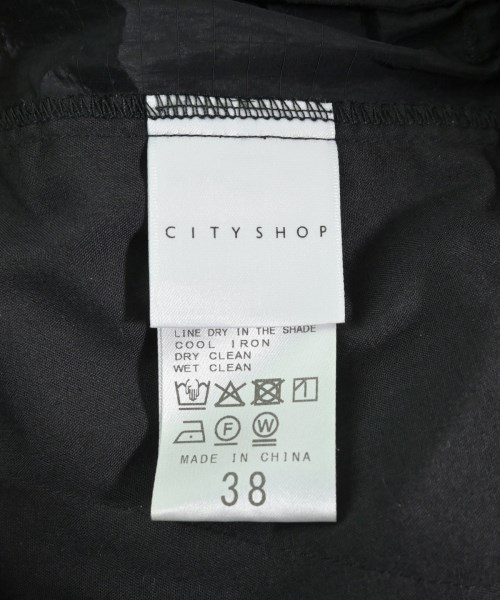 CITYSHOP
LINE DRY IN THE SHADE
COOL IRON
DRY CLEAN
WET CLEAN
F W
MADE IN CHINA
38